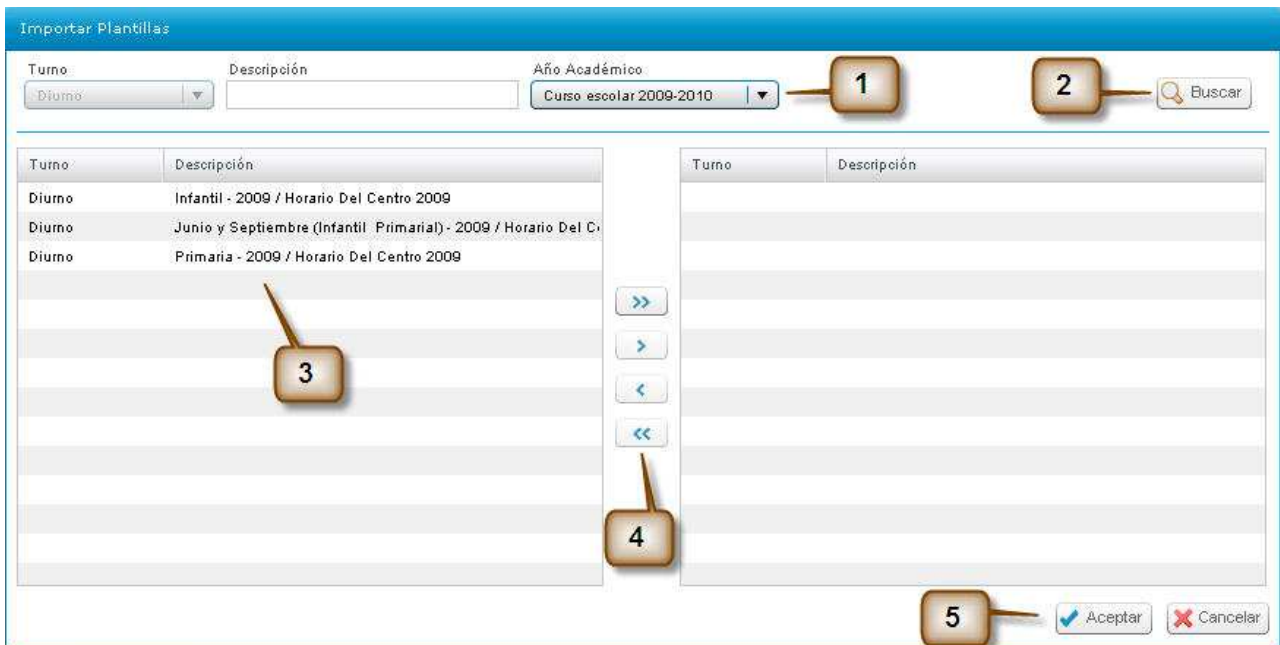 Importar Plantillas
Turno Descripción Año Académico
Diurno Curso escolar 2009-2010 1 2 Buscar
Turno Descripción Turno Descripción
Diurno Infantil - 2009 / Horario Del Centro 2009
Diurno Junio y Septiembre (Infantil Primarial) - 2009 / Horario Del C
Diurno Primaria - 2009 / Horario Del Centro 2009
>>
>
3
<
<<
4
5 Aceptar Cancelar